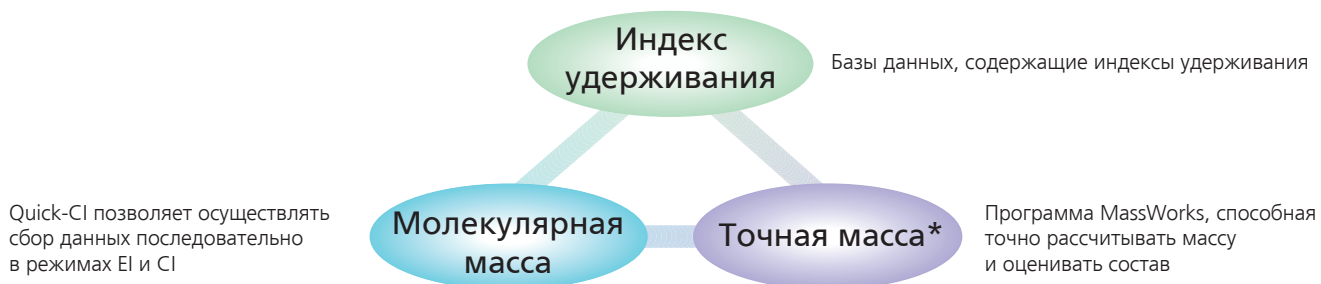 Индекс
удерживания
Базы данных, содержащие индексы удерживания
Quick-CI позволяет осуществлять
сбор данных последовательно
в режимах EI и CI
Молекулярная
масса
Точная масса*
Программа MassWorks, способная
точно рассчитывать массу
и оценивать состав